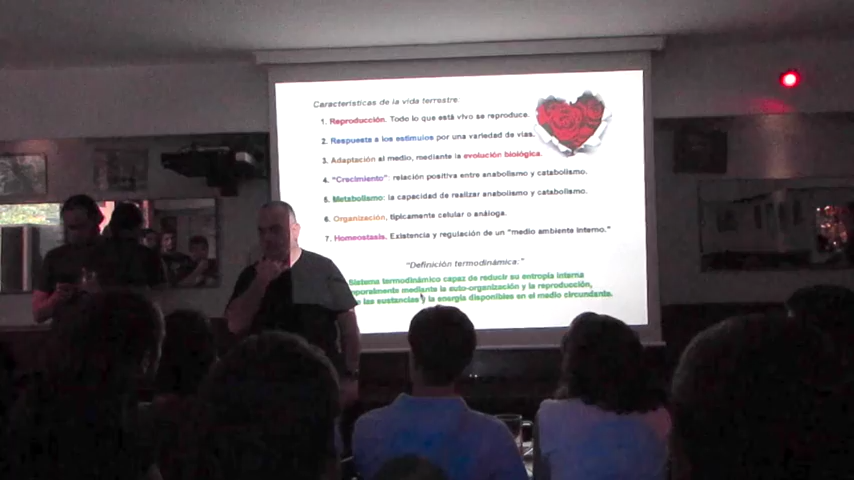 Características de la vida terrestre:
1. Reproducción. Todo lo que está vivo se reproduce.
2. Respuesta a los estímulos por una variedad de vías.
3. Adaptación al medio, mediante la evolución biológica.
4. "Crecimiento": relación positiva entre anabolismo y catabolismo.
5. Metabolismo: la capacidad de realizar anabolismo y catabolismo.
6. Organización, típicamente celular o análoga.
7. Homeostasis. Existencia y regulación de un "medio ambiente interno."
"Definición termodinámica:"
Sistema termodinámico capaz de reducir su entropía interna
mediante la auto-organización y la reproducción,
las sustancias y la energía disponibles en el medio circundante.